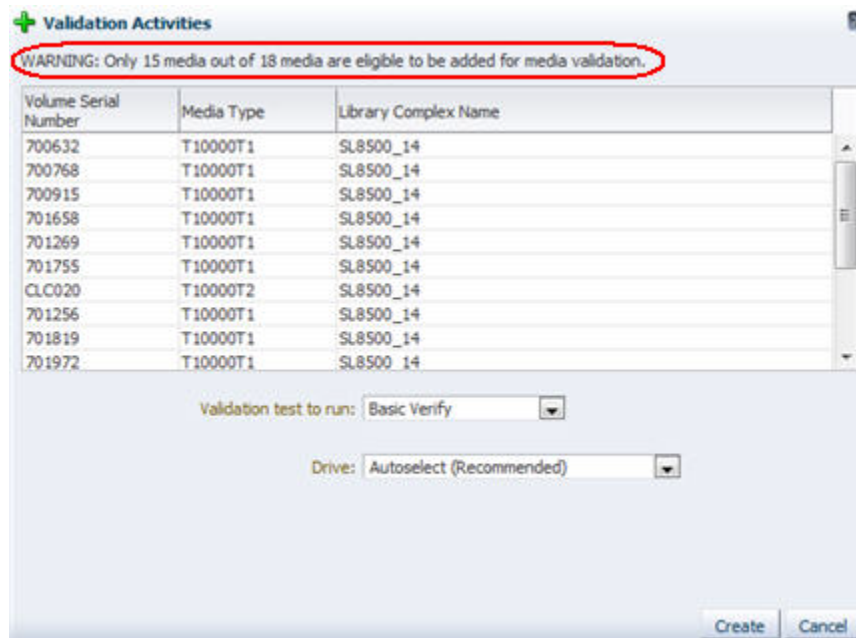 Validation Activities
WARNING: Only 15 media out of 18 media are eligible to be added for media validation.
Volume Serial Number Media Type Library Complex Name
700632 T10000T1 SL8500_14
700768 T10000T1 SL8500_14
700915 T10000T1 SL8500_14
701658 T10000T1 SL8500_14
701269 T10000T1 SL8500_14
701755 T10000T1 SL8500_14
CLC020 T10000T2 SL8500_14
701256 T10000T1 SL8500_14
701819 T10000T1 SL8500_14
701972 T10000T1 SL8500_14
Validation test to run: Basic Verify
Drive: Autoselect (Recommended)
Create Cancel